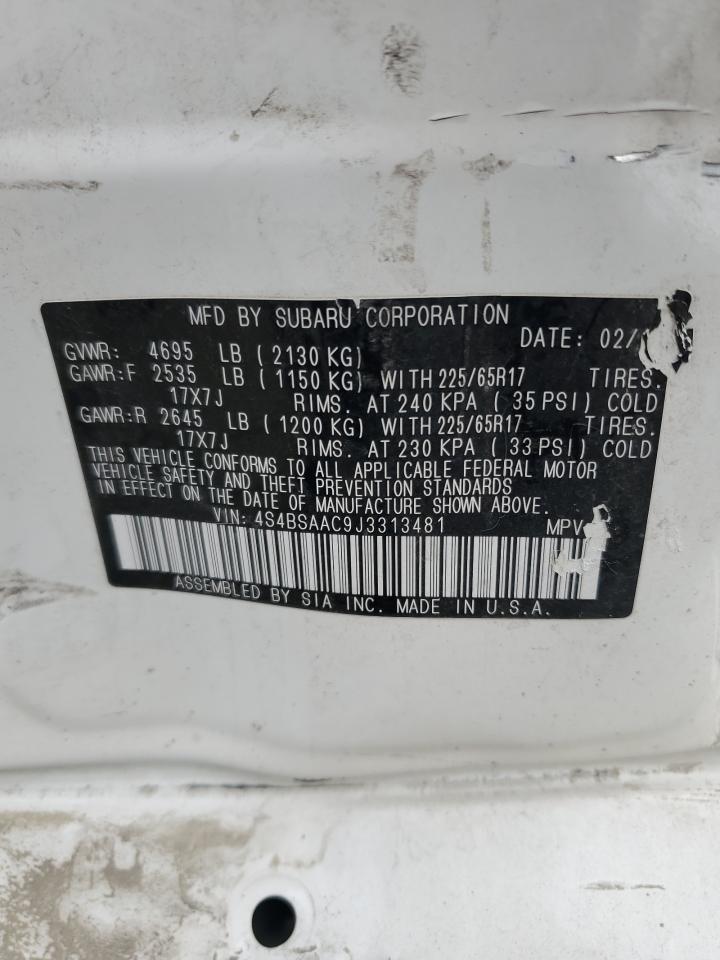 MFD BY SUBARU CORPORATION
DATE: 02/
GVWR: 4695 LB ( 2130 KG)
GAWR:F 2535 LB ( 1150 KG) WITH 225/65R17 TIRES.
17X7J RIMS. AT 240 KPA ( 35 PSI) COLD
GAWR:R 2645 LB ( 1200 KG) WITH 225/65R17 TIRES.
17X7J RIMS. AT 230 KPA ( 33 PSI) COLD
THIS VEHICLE CONFORMS TO ALL APPLICABLE FEDERAL MOTOR
VEHICLE SAFETY AND THEFT PREVENTION STANDARDS
IN EFFECT ON THE DATE OF MANUFACTURE SHOWN ABOVE.
VIN: 4S4BSAAC9J3313481 MPV
ASSEMBLED BY SIA INC. MADE IN U.S.A.